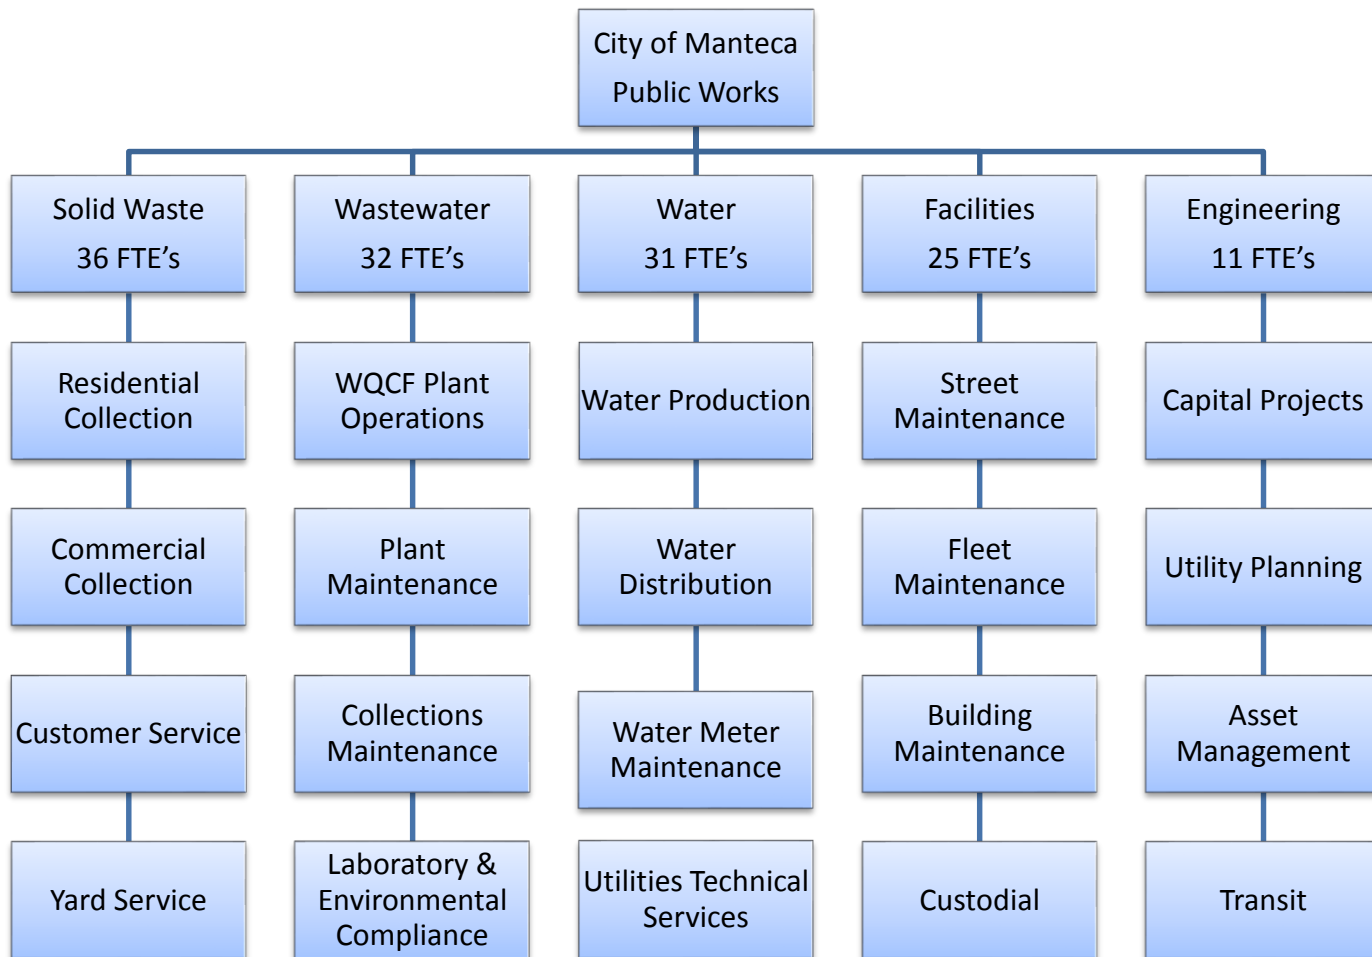 City of Manteca
Public Works
Solid Waste
36 FTE’s
Wastewater
32 FTE’s
Water
31 FTE’s
Facilities
25 FTE’s
Engineering
11 FTE’s
Residential
Collection
WQCF Plant
Operations
Water Production
Street
Maintenance
Capital Projects
Commercial
Collection
Plant
Maintenance
Water
Distribution
Fleet
Maintenance
Utility Planning
Customer Service
Collections
Maintenance
Water Meter
Maintenance
Building
Maintenance
Asset
Management
Yard Service
Laboratory &
Environmental
Compliance
Utilities Technical
Services
Custodial
Transit